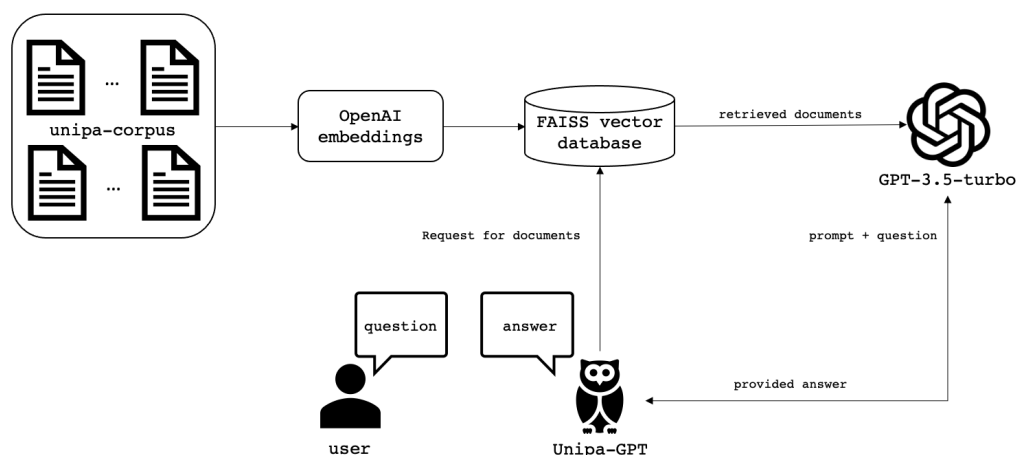 ...
unipa-corpus
...
OpenAI
embeddings
FAISS vector
database
retrieved documents
GPT-3.5-turbo
Request for documents
prompt + question
question
answer
provided answer
user
Unipa-GPT